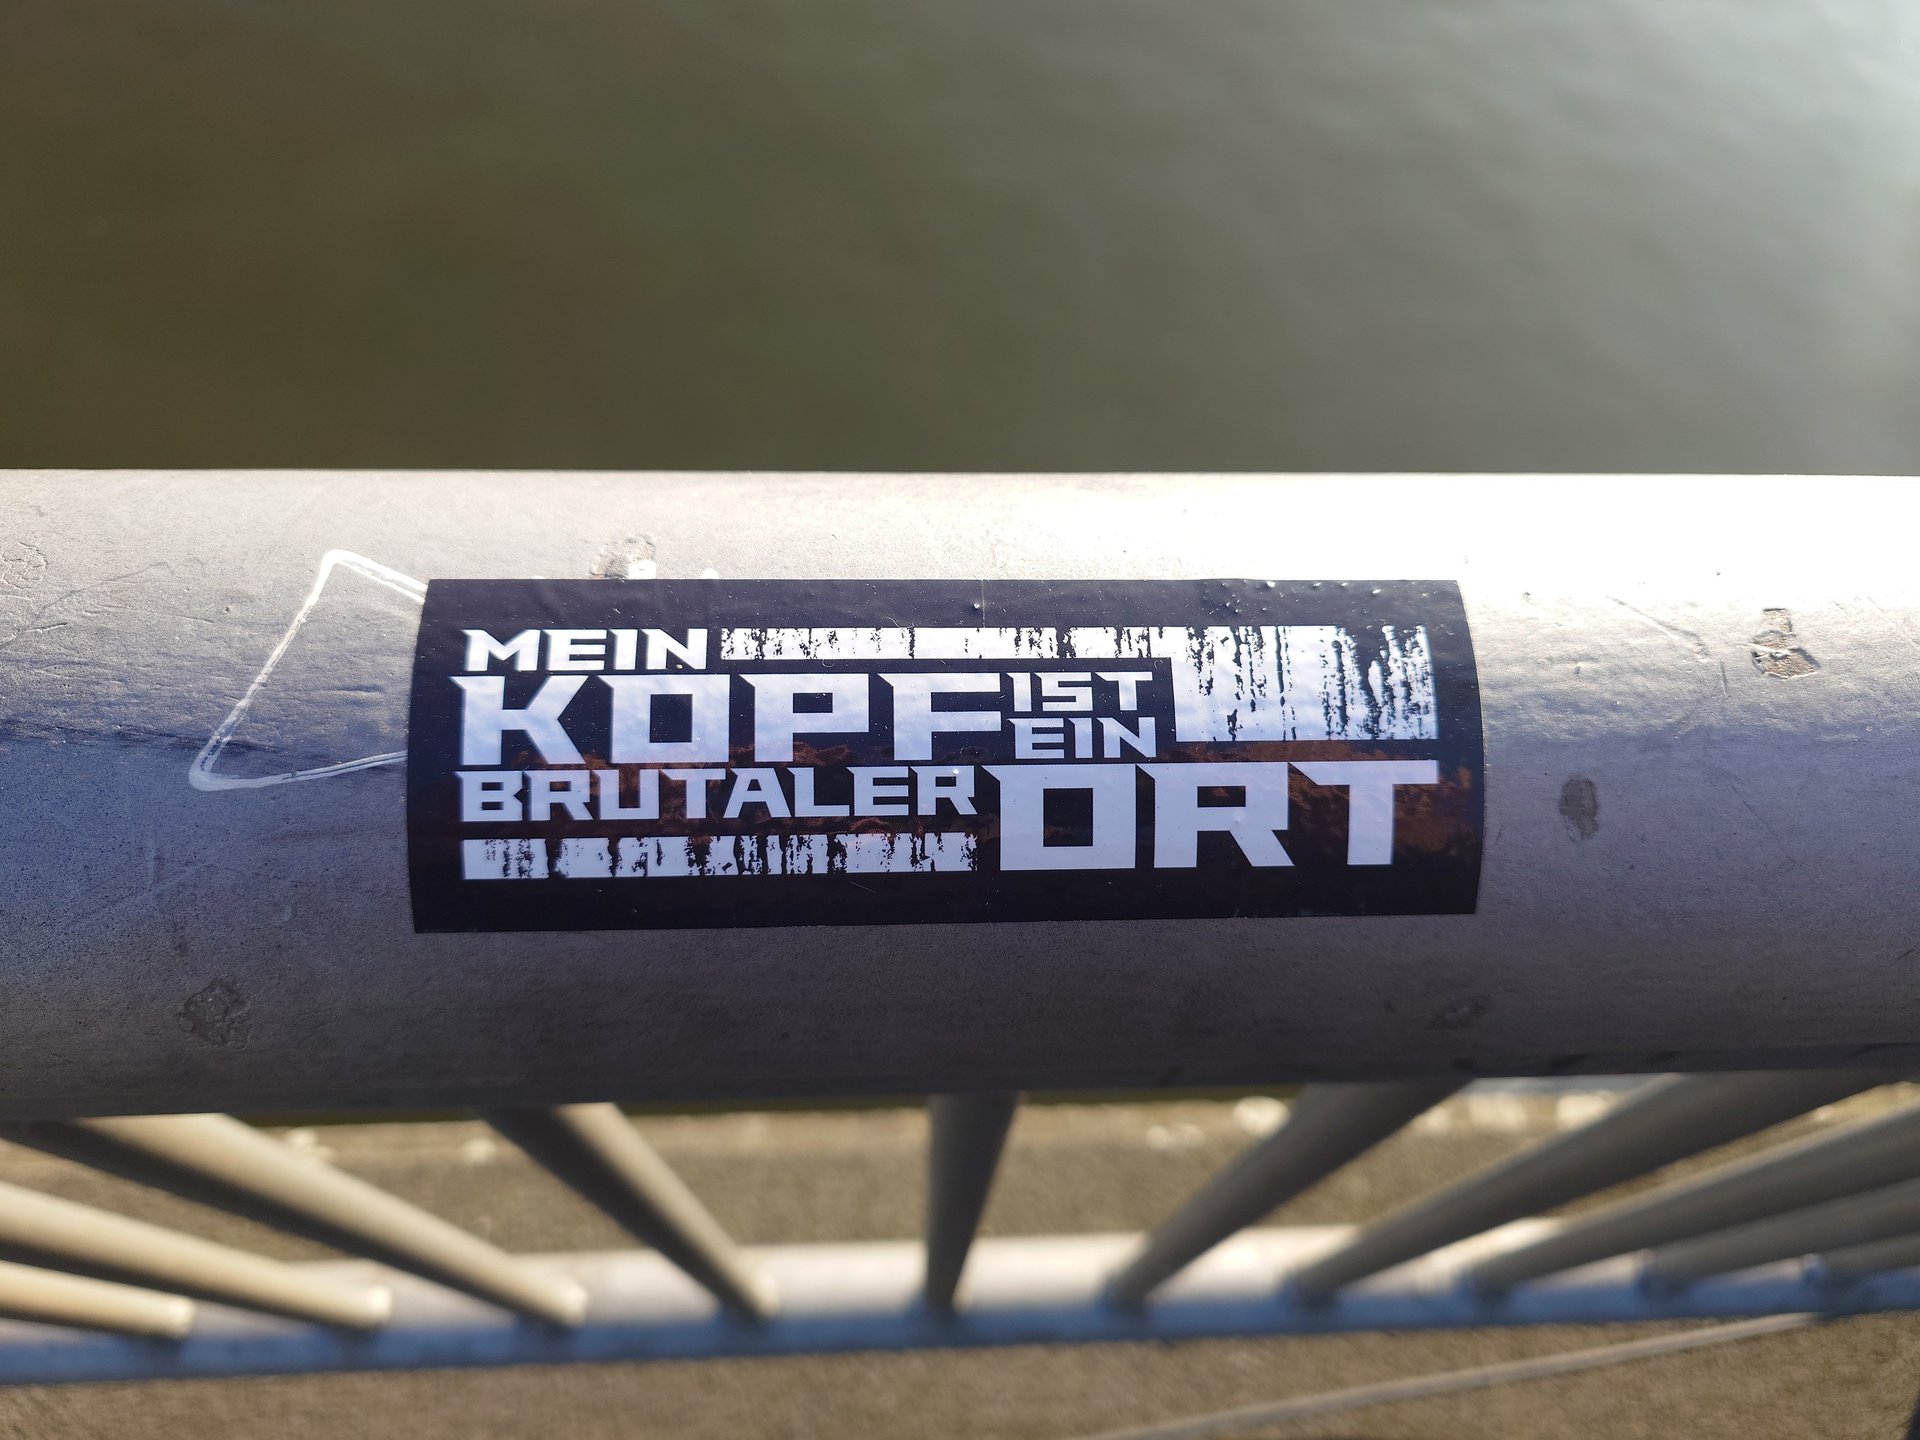 MEIN
KOPF IST
EIN
BRUTALER ORT